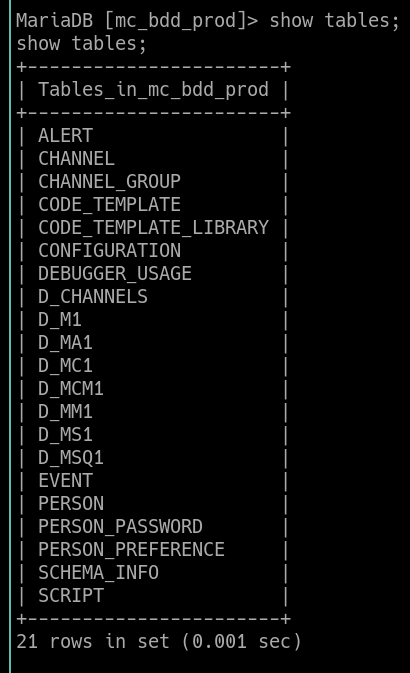 MariaDB [mc_bdd_prod]> show tables;
show tables;
+-----------------------+
| Tables_in_mc_bdd_prod |
+-----------------------+
| ALERT                 |
| CHANNEL               |
| CHANNEL_GROUP         |
| CODE_TEMPLATE         |
| CODE_TEMPLATE_LIBRARY |
| CONFIGURATION         |
| DEBUGGER_USAGE        |
| D_CHANNELS            |
| D_M1                  |
| D_MA1                 |
| D_MC1                 |
| D_MCM1                |
| D_MM1                 |
| D_MS1                 |
| D_MSQ1                |
| EVENT                 |
| PERSON                |
| PERSON_PASSWORD       |
| PERSON_PREFERENCE     |
| SCHEMA_INFO           |
| SCRIPT                |
+-----------------------+
21 rows in set (0.001 sec)